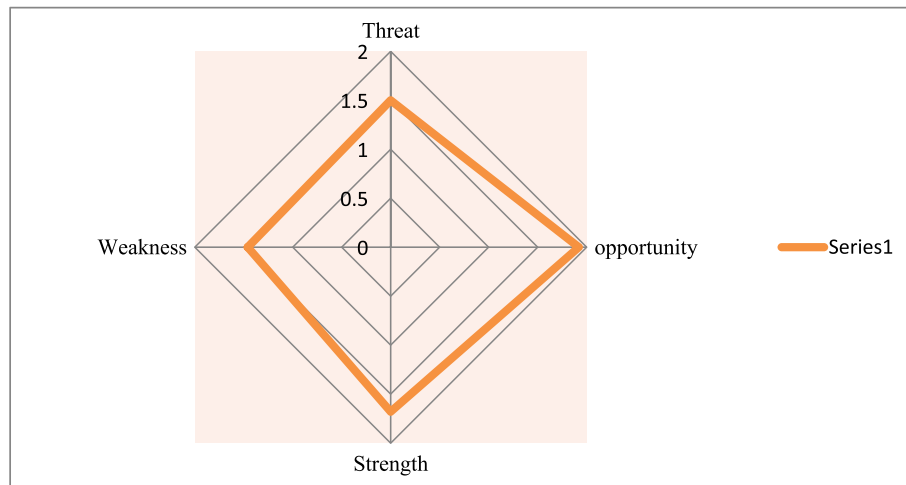 Threat
2
1.5
1
0.5
0
Weakness
opportunity
Series1
Strength